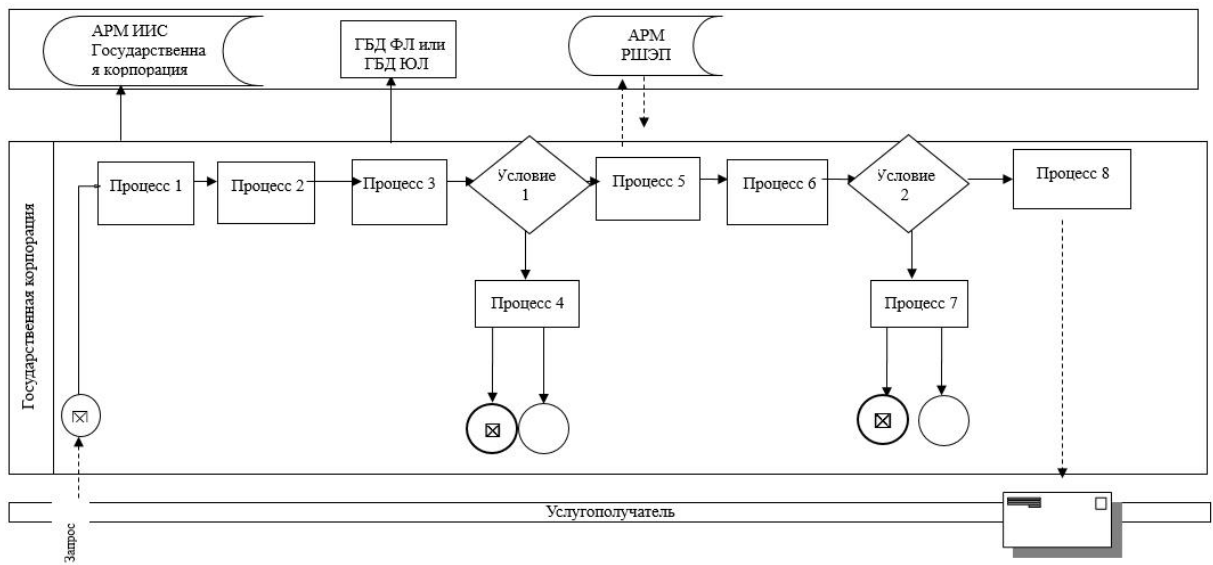 АРМ ИИС
Государственна
я корпорация
ГБД ФЛ или
ГБД ЮЛ
АРМ
РШЭП
Государственная корпорация
Процесс 1
Процесс 2
Процесс 3
Условие
1
Процесс 5
Процесс 6
Условие
2
Процесс 8
Процесс 4
Процесс 7
Услугополучатель
Запрос